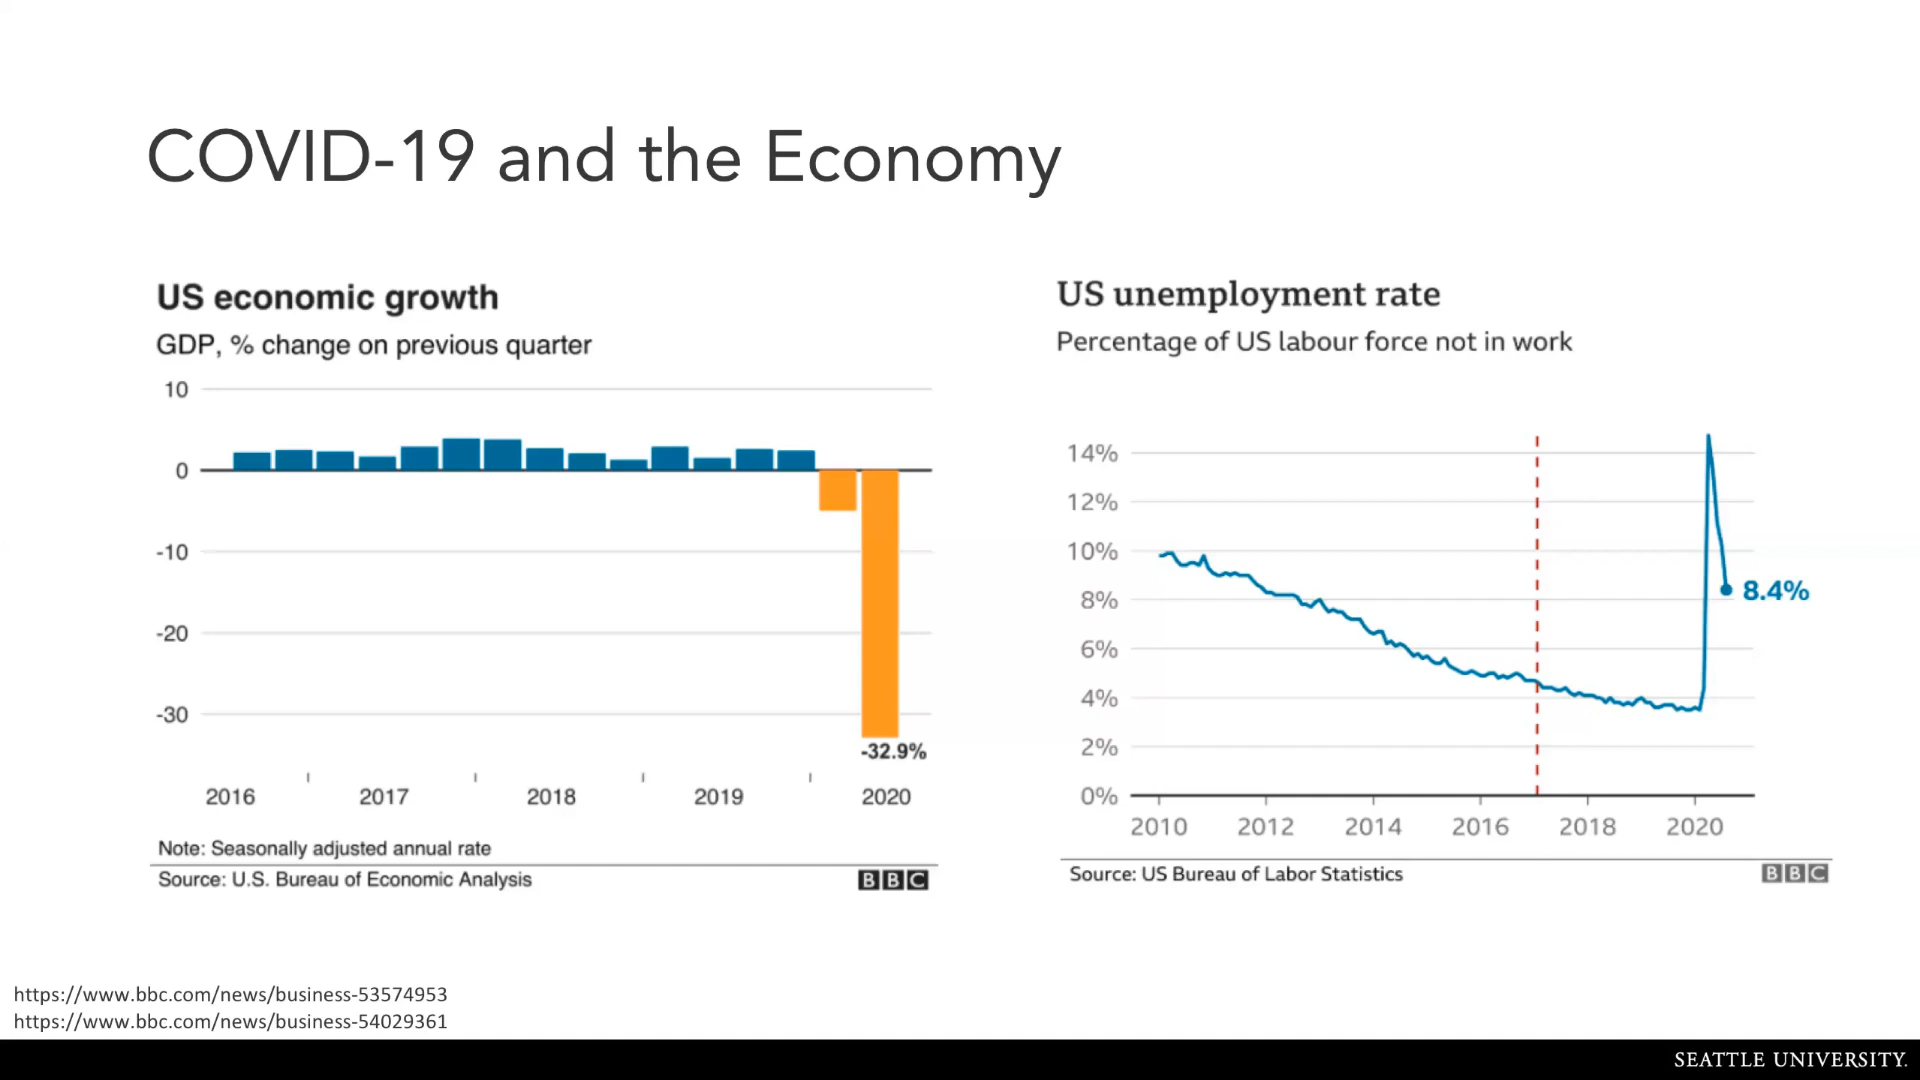 COVID-19 and the Economy
US economic growth
GDP, % change on previous quarter
10
0
-10
-20
-30
-32.9%
2016 2017 2018 2019 2020
Note: Seasonally adjusted annual rate
Source: U.S. Bureau of Economic Analysis
BBC
US unemployment rate
Percentage of US labour force not in work
14%
12%
10%
8%
6%
4%
2%
0%
8.4%
2010 2012 2014 2016 2018 2020
Source: US Bureau of Labor Statistics
BBC
https://www.bbc.com/news/business-53574953
https://www.bbc.com/news/business-54029361
SEATTLE UNIVERSITY.